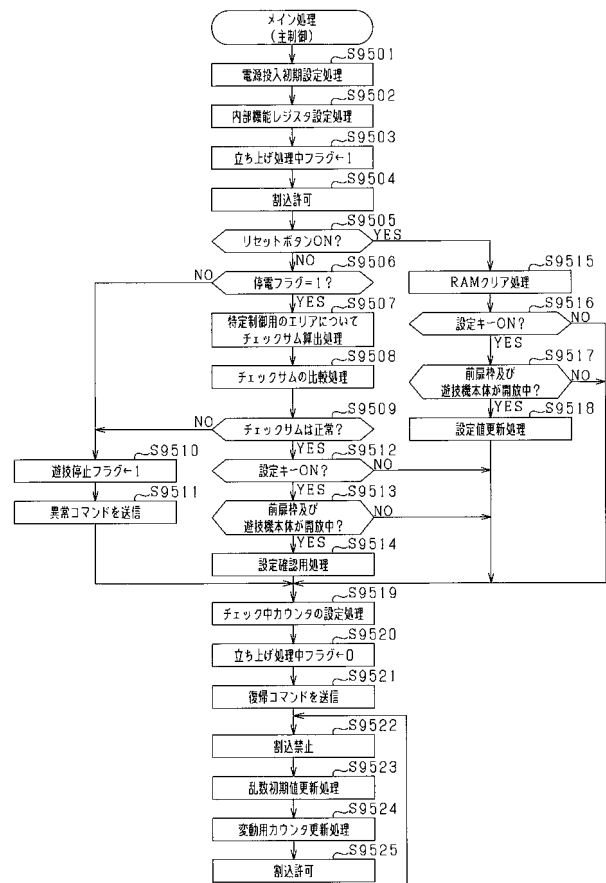 メイン処理
(主制御)
S9501
電源投入初期設定処理
S9502
内部機能レジスタ設定処理
S9503
立ち上げ処理中フラグ←1
S9504
割込許可
S9505
リセットボタンON?
YES
NO
S9506
停電フラグ=1?
NO
YES
S9507
特定制御用のエリアについて
チェックサム算出処理
S9508
チェックサムの比較処理
S9509
チェックサムは正常?
NO
YES
S9510
遊技停止フラグ←1
S9511
異常コマンドを送信
S9512
設定キーON?
NO
YES
S9513
前扉枠及び
遊技機本体が開放中?
NO
YES
S9514
設定確認用処理
S9515
RAMクリア処理
S9516
設定キーON?
NO
YES
S9517
前扉枠及び
遊技機本体が開放中?
NO
YES
S9518
設定値更新処理
S9519
チェック中カウンタの設定処理
S9520
立ち上げ処理中フラグ←0
S9521
復帰コマンドを送信
S9522
割込禁止
S9523
乱数初期値更新処理
S9524
変動用カウンタ更新処理
S9525
割込許可